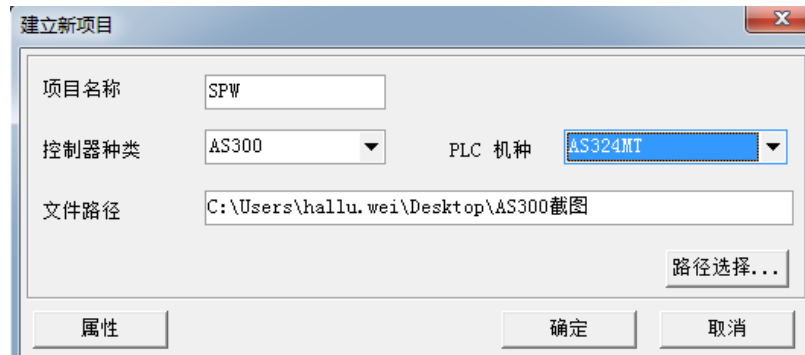 建立新项目
项目名称 SPW
控制器种类 AS300 PLC 机种 AS324MT
文件路径 C:\Users\hallu.wei\Desktop\AS300截图
路径选择...
属性 确定 取消